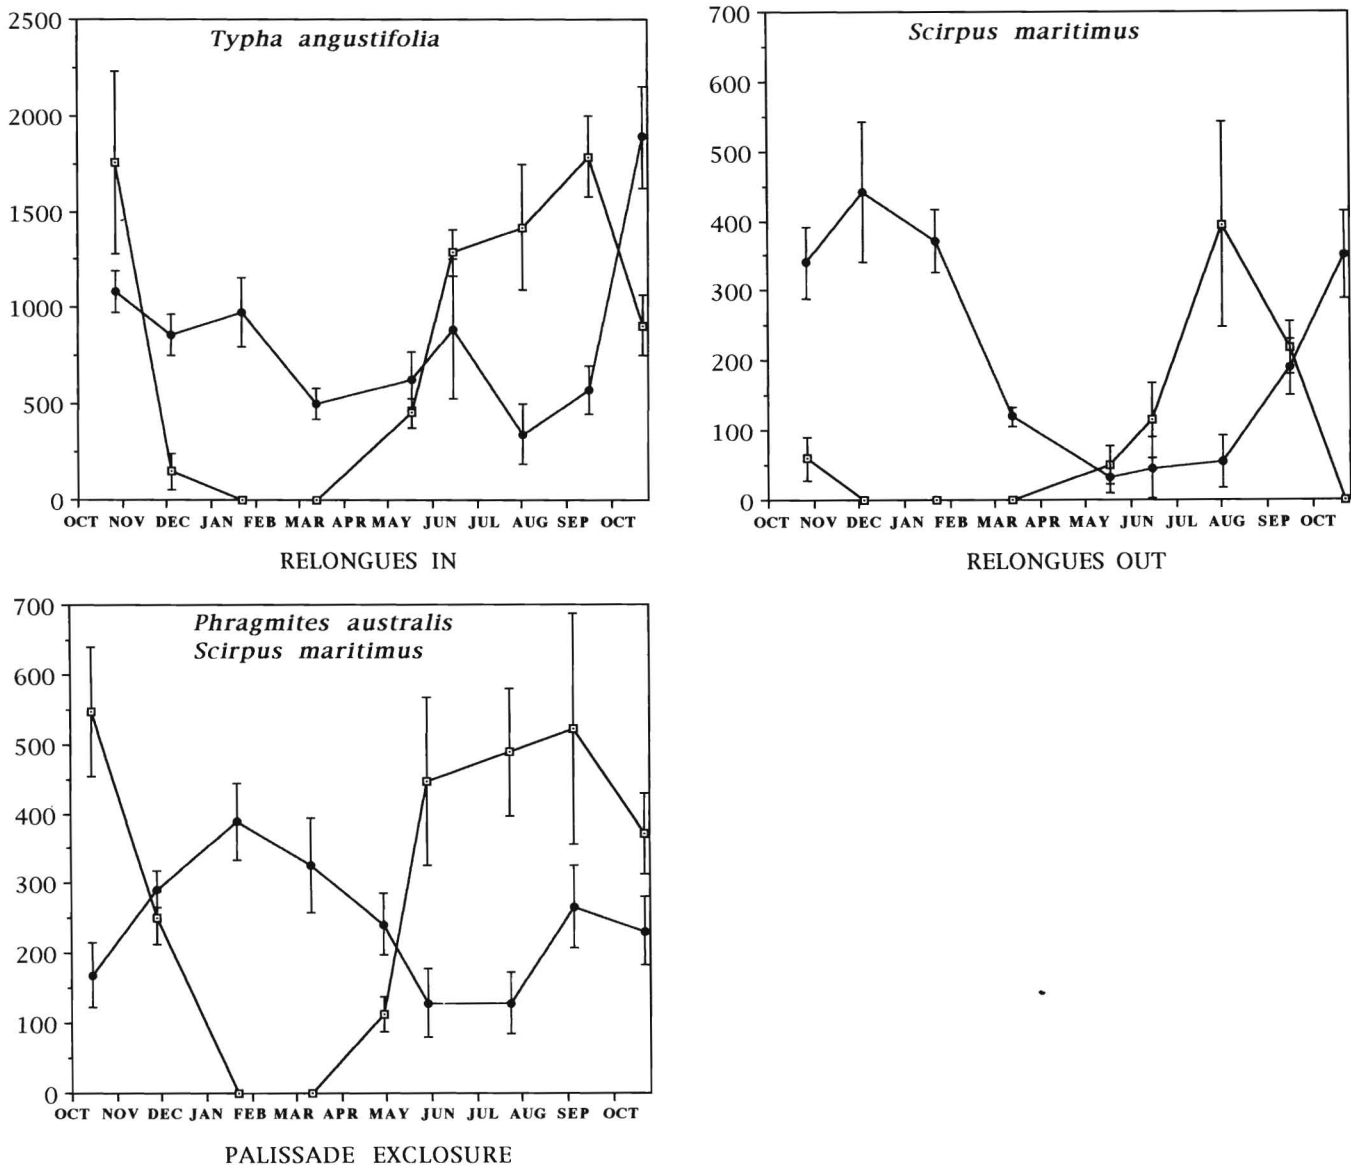 Typha angustifolia
2500
2000
1500
1000
500
0
OCT NOV DEC JAN FEB MAR APR MAY JUN JUL AUG SEP OCT
RELONGUES IN
Scirpus maritimus
700
600
500
400
300
200
100
0
OCT NOV DEC JAN FEB MAR APR MAY JUN JUL AUG SEP OCT
RELONGUES OUT
Phragmites australis
Scirpus maritimus
700
600
500
400
300
200
100
0
OCT NOV DEC JAN FEB MAR APR MAY JUN JUL AUG SEP OCT
PALISSADE EXCLOSURE